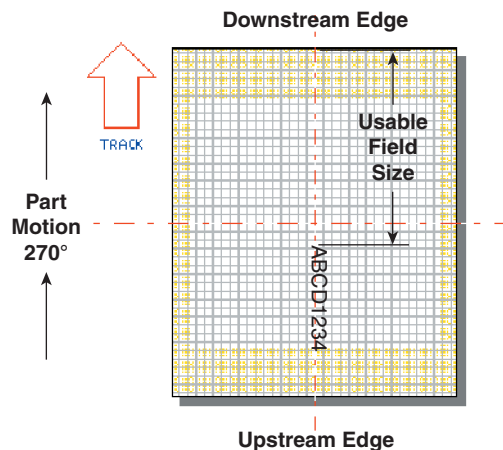 Downstream Edge
TRACK
Usable
Field
Size
Part
Motion
270°
ABCD1234
Upstream Edge